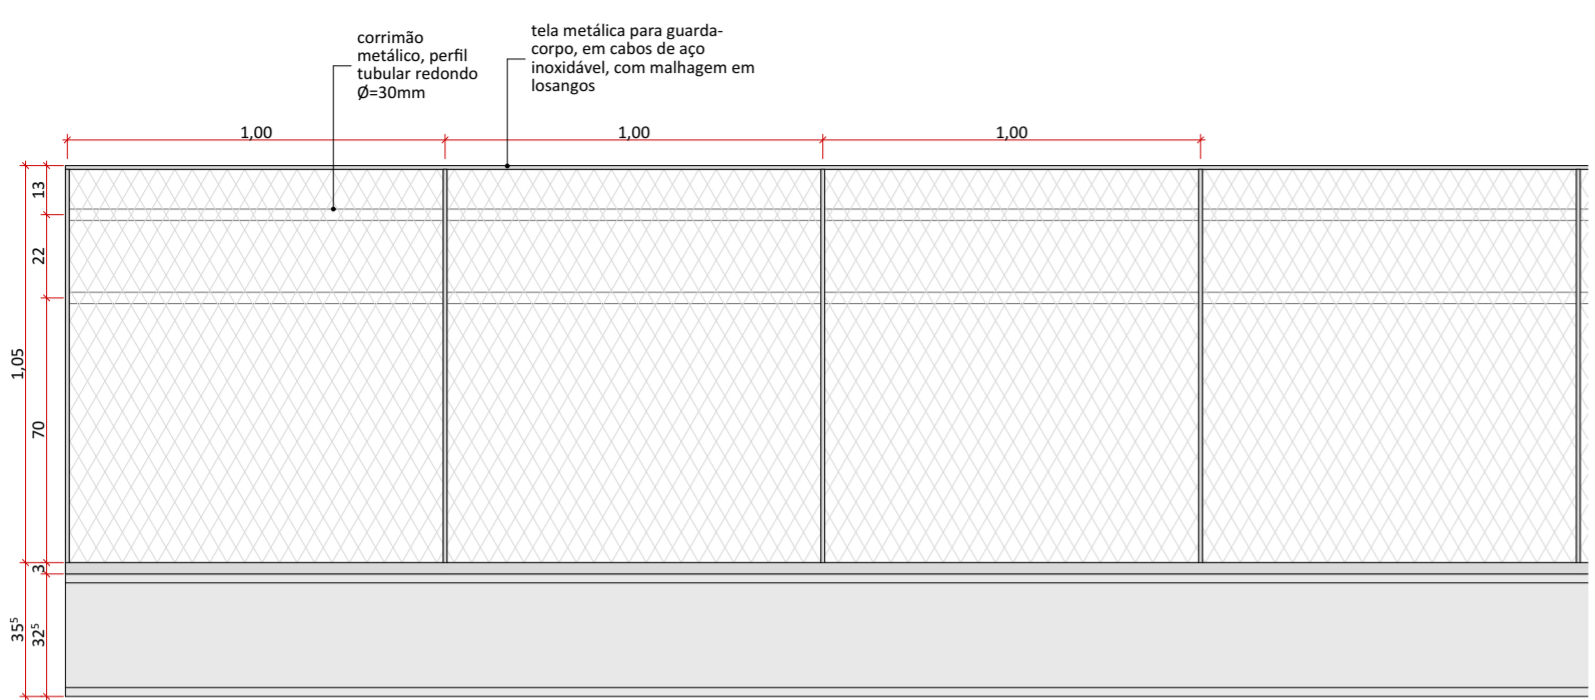 corrimão
metálico, perfil
tubular redondo
Ø=30mm
tela metálica para guarda-
corpo, em cabos de aço
inoxidável, com malhagem em
losangos
1,00
1,00
1,00
13
22
1,05
70
3
35⁵
32⁵